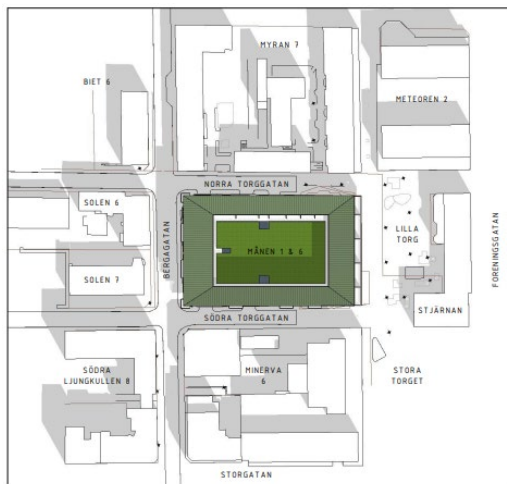 MYRAN 7
BIET 6
METEOREN 2
NORRA TORGGATAN
SOLEN 6
BERGAGATAN
LILLA
TORG
MÅNEN 1 & 6
FÖRENINGSGATAN
SOLEN 7
SÖDRA TORGGATAN
STJÄRNAN
SÖDRA
LJUNGKULLEN 8
MINERVA
6
STORA
TORGET
STORGATAN